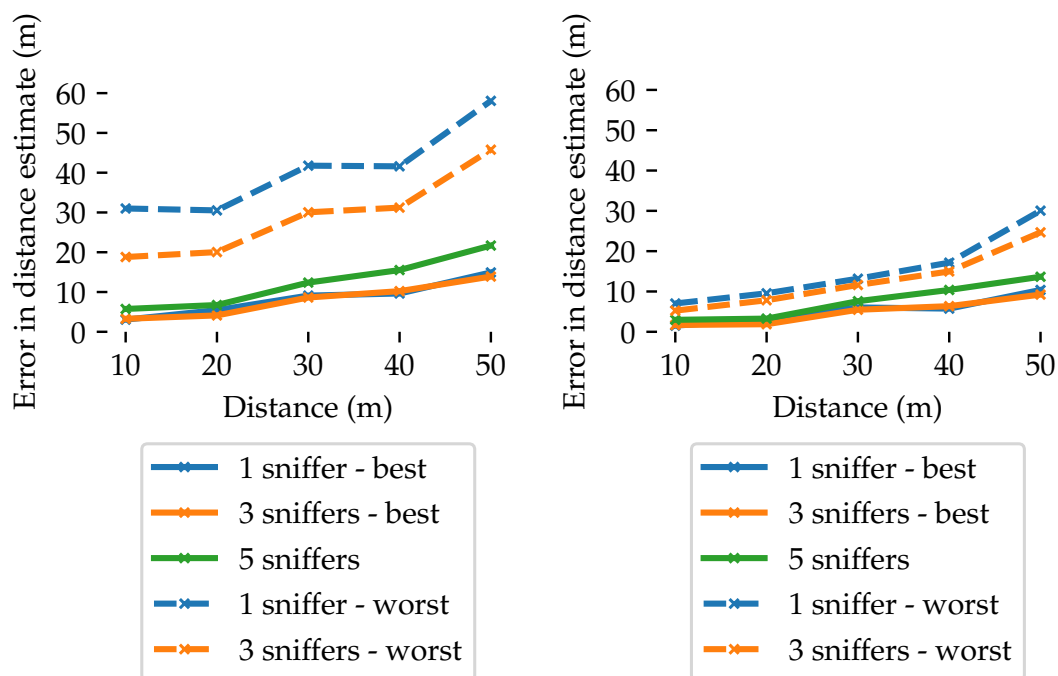 Error in distance estimate (m)
60
50
40
30
20
10
0
10 20 30 40 50
Distance (m)
1 sniffer - best
3 sniffers - best
5 sniffers
1 sniffer - worst
3 sniffers - worst
Error in distance estimate (m)
60
50
40
30
20
10
0
10 20 30 40 50
Distance (m)
1 sniffer - best
3 sniffers - best
5 sniffers
1 sniffer - worst
3 sniffers - worst